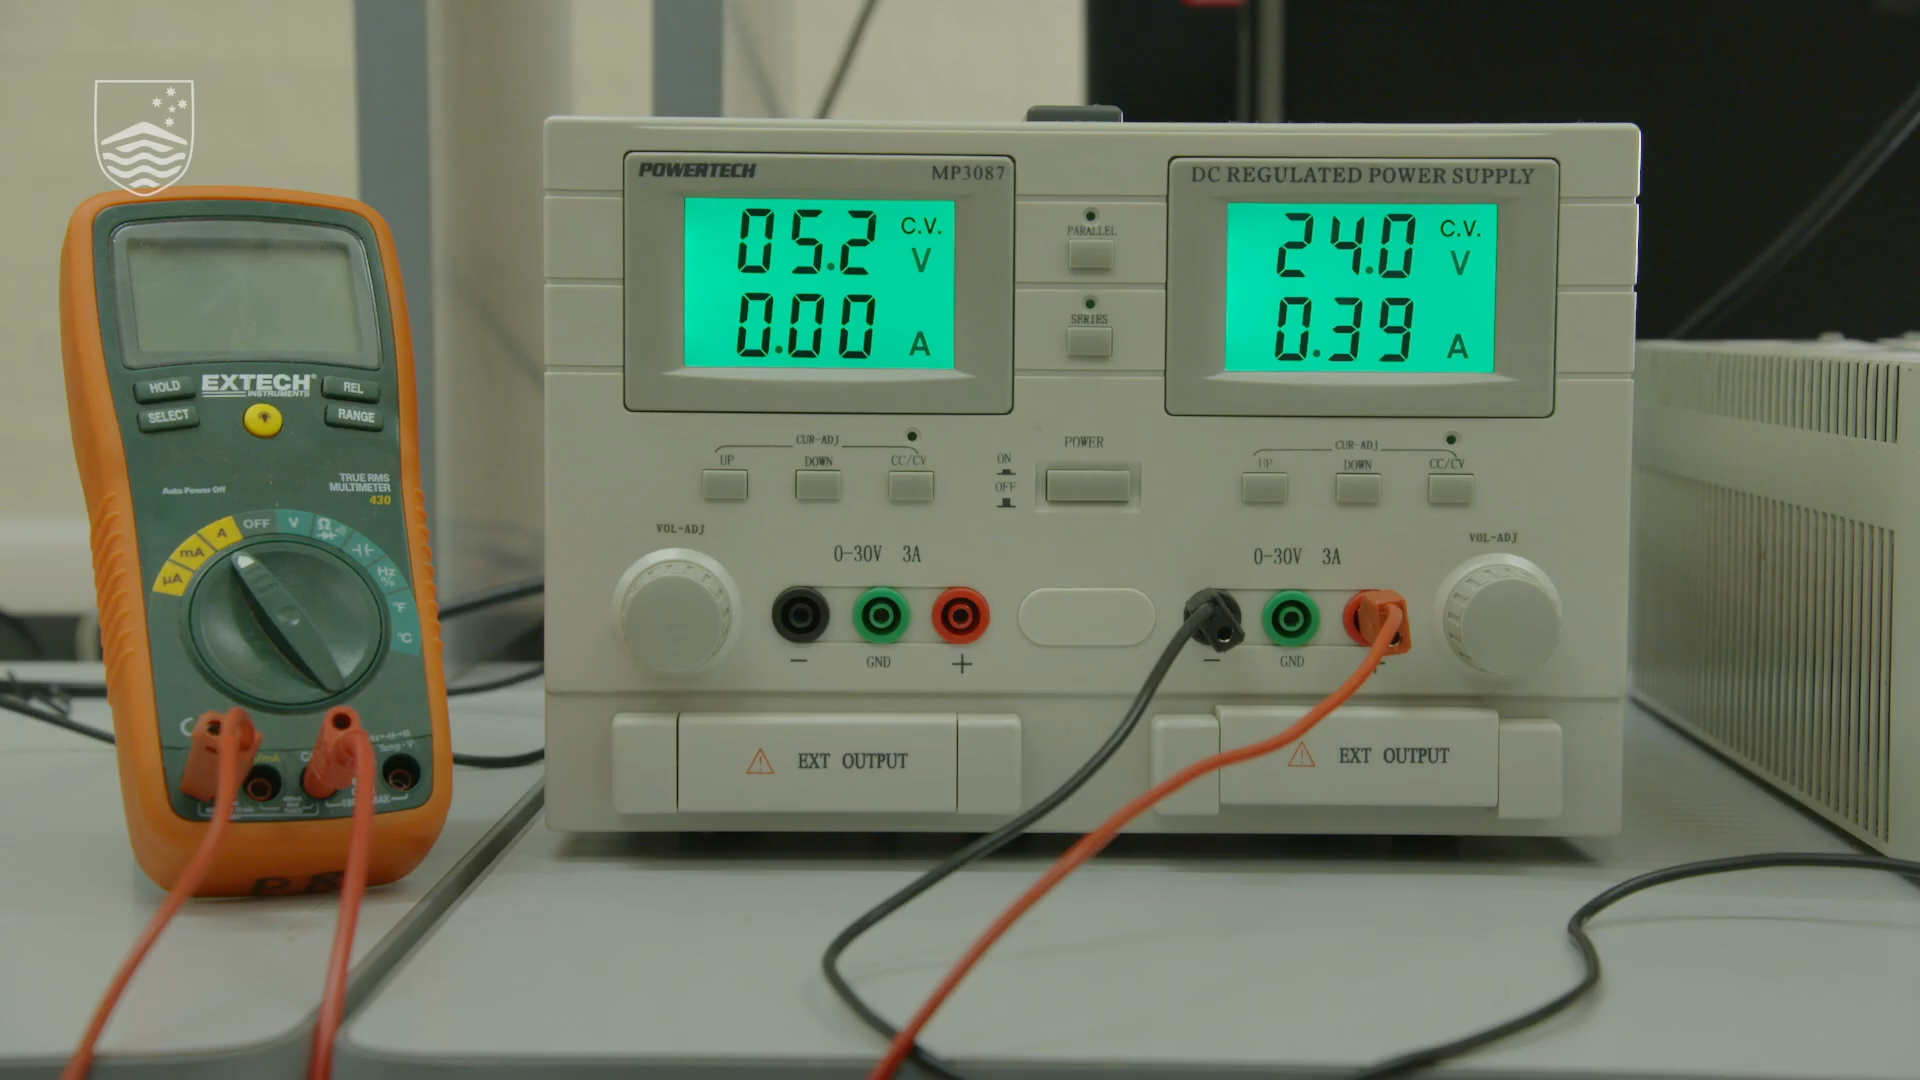 POWERTECH
MP3087
05.2 C.V.
V
0.00 A
PARALLEL
SERIES
DC REGULATED POWER SUPPLY
24.0 C.V.
V
0.39 A
HOLD
EXTECH
INSTRUMENTS
REL
SELECT
RANGE
TRUE RMS
MULTIMETER
430
Auto Power Off
OFF
V
Ω
A
mA
µA
Hz
%
°F
°C
CUR-ADJ
UP
DOWN
CC/CV
POWER
ON
OFF
CUR-ADJ
UP
DOWN
CC/CV
VOL-ADJ
0-30V 3A
0-30V 3A
VOL-ADJ
−
GND
+
−
GND
+
EXT OUTPUT
EXT OUTPUT